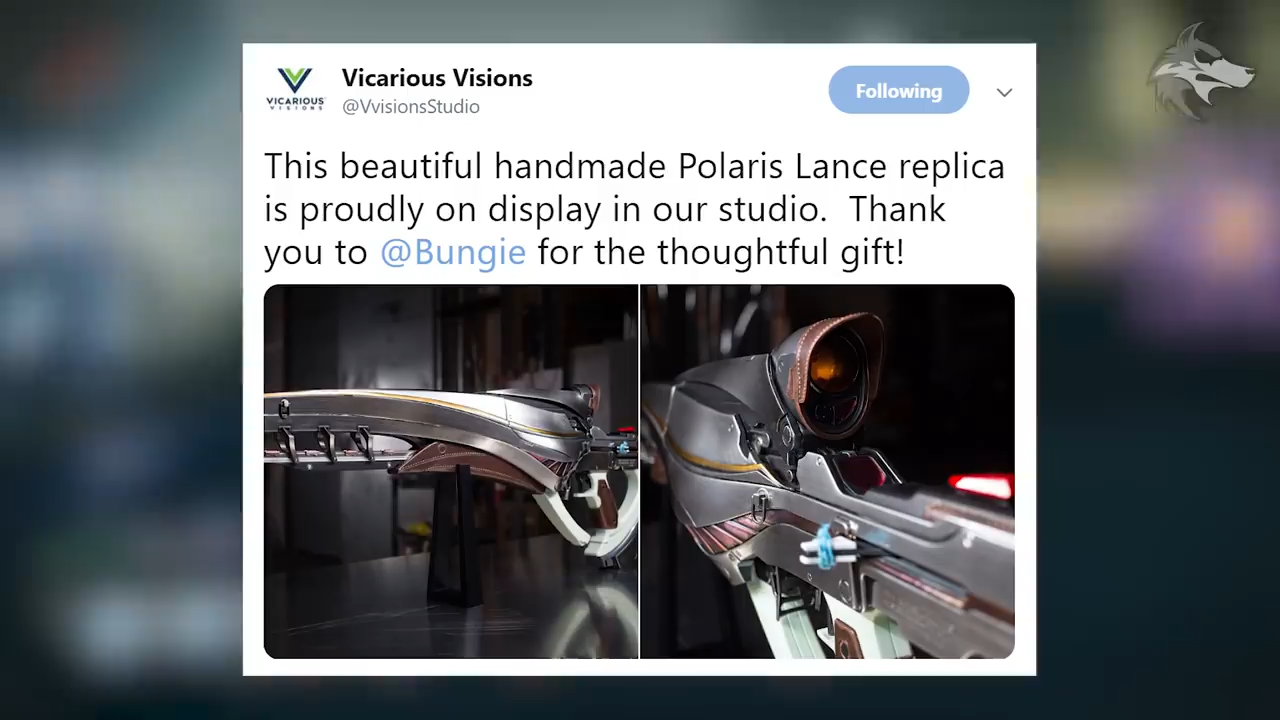 Vicarious Visions
@VvisionsStudio
VICARIOUS
VISIONS
Following
This beautiful handmade Polaris Lance replica
is proudly on display in our studio.  Thank
you to @Bungie for the thoughtful gift!